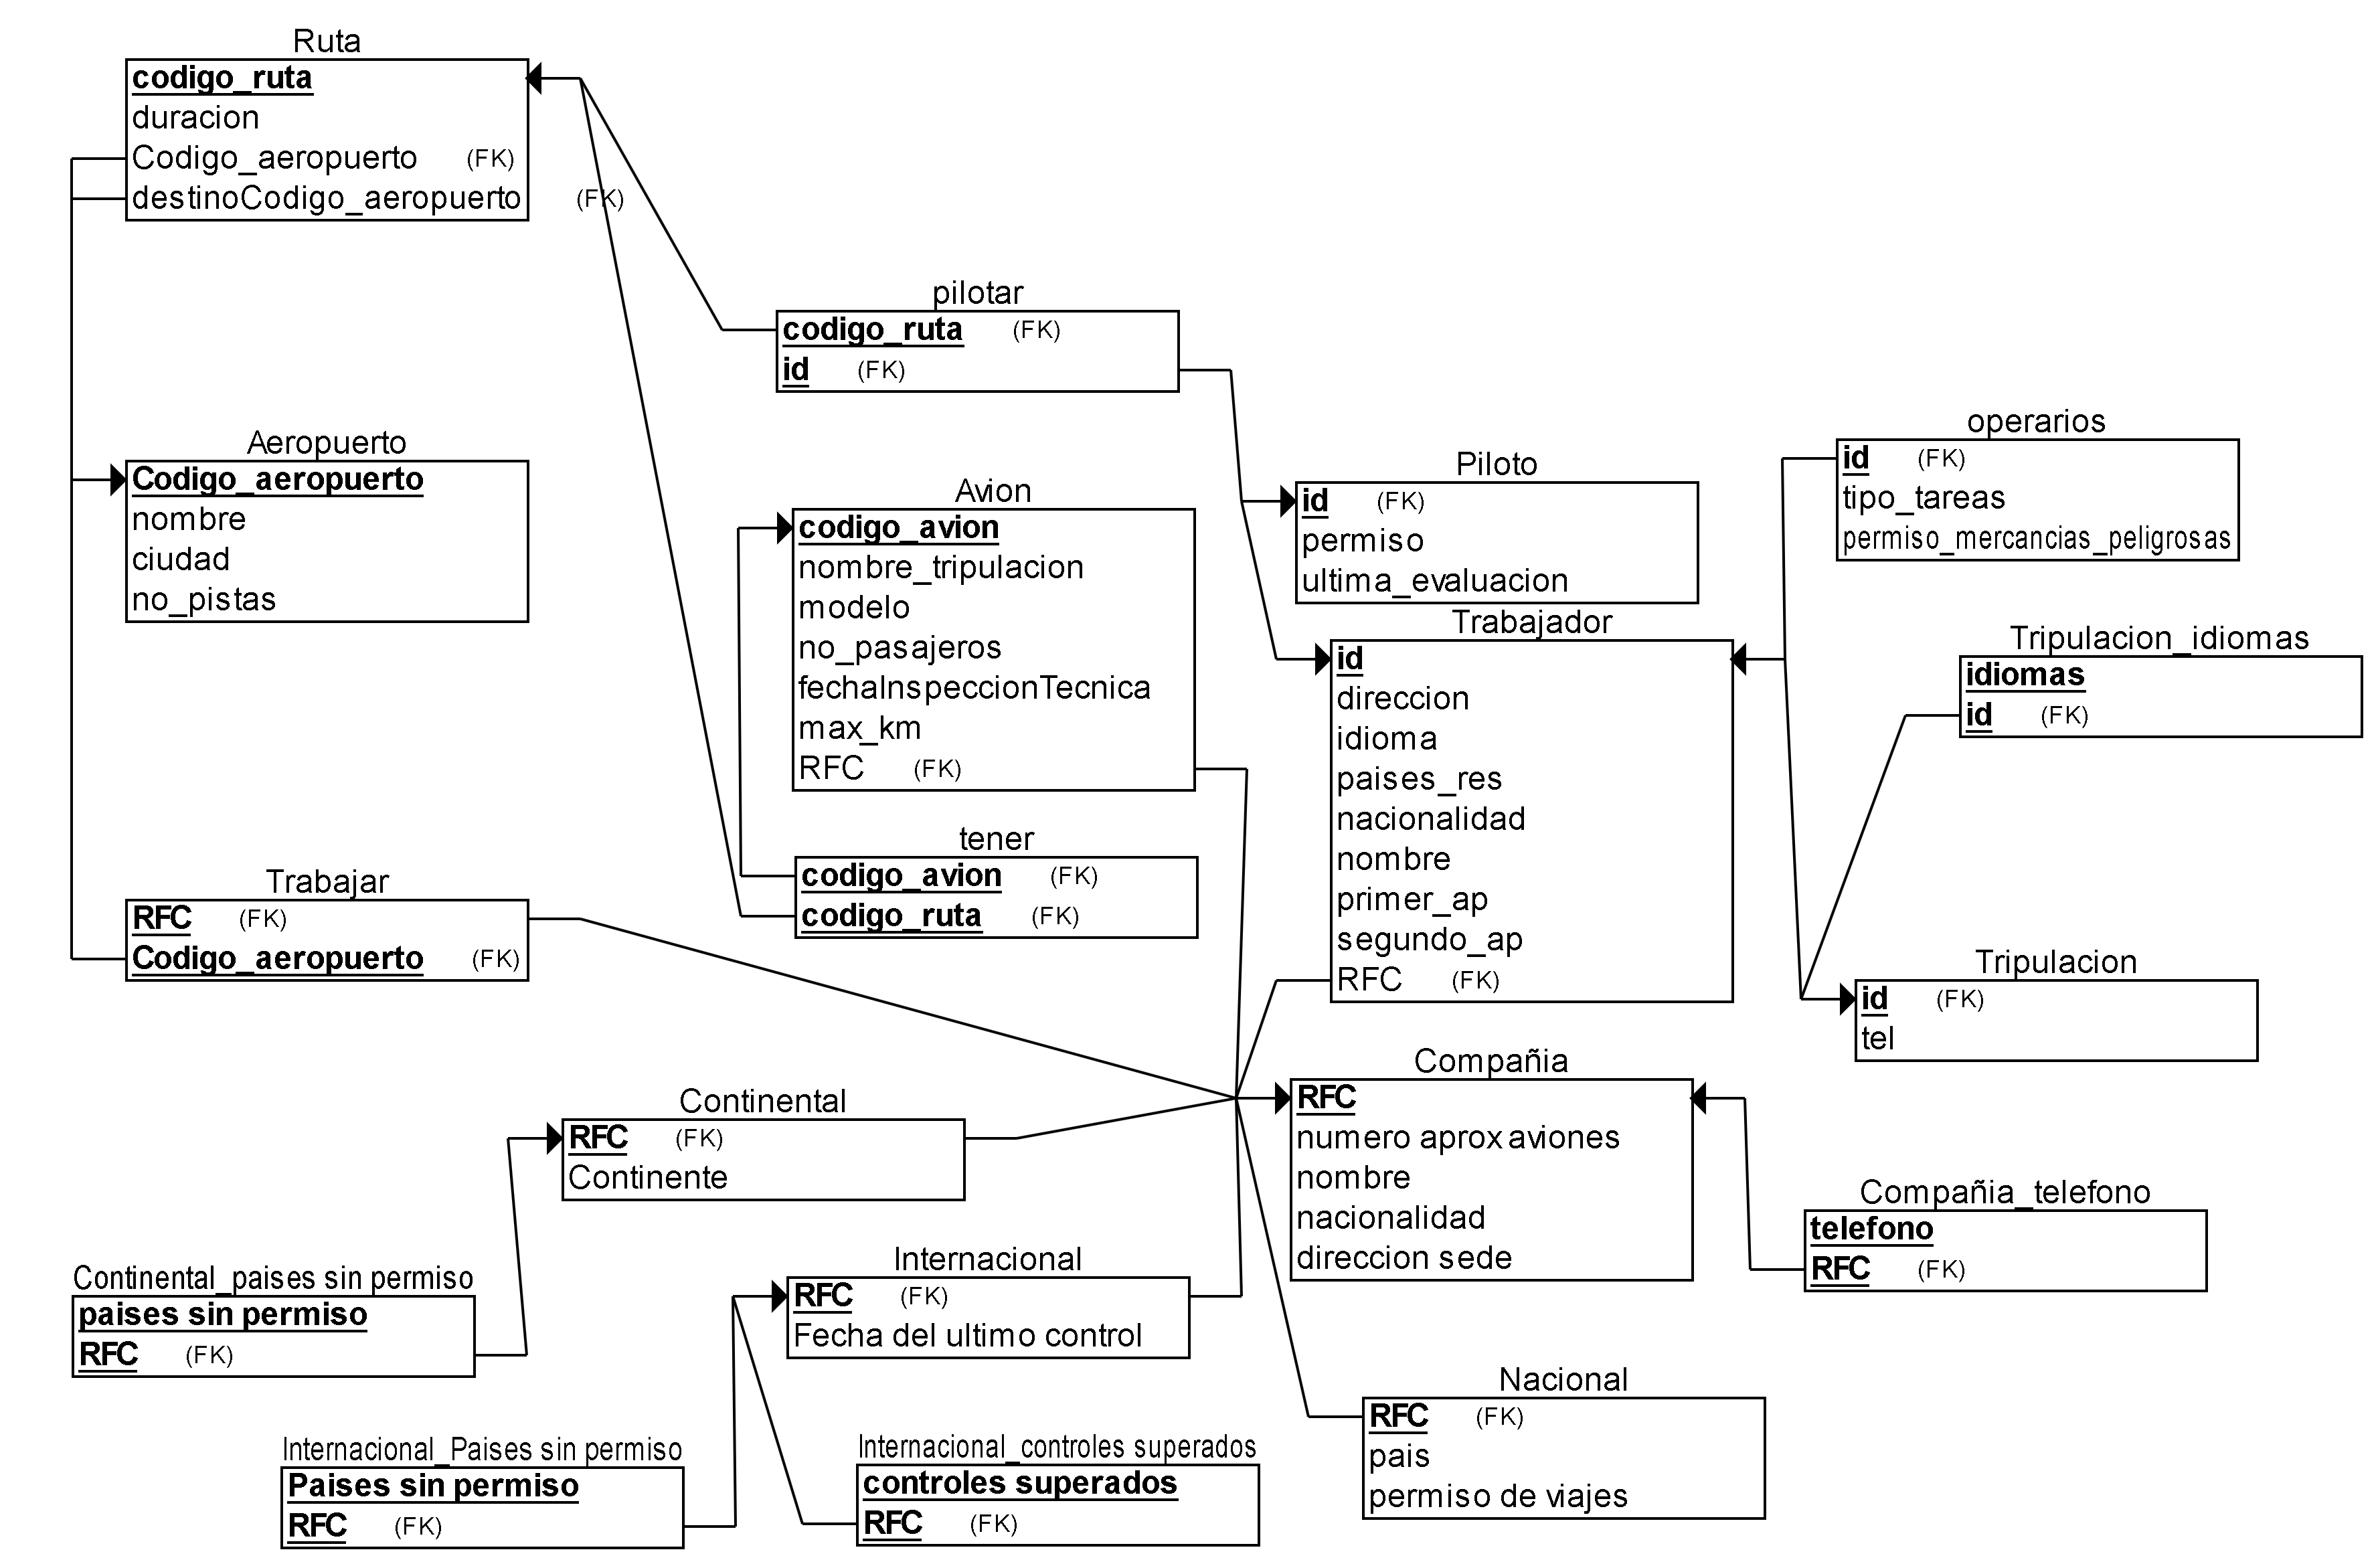 Ruta
codigo_ruta
duracion
Codigo_aeropuerto (FK)
destinoCodigo_aeropuerto (FK)
pilotar
codigo_ruta (FK)
id (FK)
Aeropuerto
Codigo_aeropuerto
nombre
ciudad
no_pistas
Avion
codigo_avion
nombre_tripulacion
modelo
no_pasajeros
fechaInspeccionTecnica
max_km
RFC (FK)
Piloto
id (FK)
permiso
ultima_evaluacion
operarios
id (FK)
tipo_tareas
permiso_mercancias_peligrosas
Trabajador
id
direccion
idioma
paises_res
nacionalidad
nombre
primer_ap
segundo_ap
RFC (FK)
Tripulacion_idiomas
idiomas
id (FK)
tener
codigo_avion (FK)
codigo_ruta (FK)
Trabajar
RFC (FK)
Codigo_aeropuerto (FK)
Tripulacion
id (FK)
tel
Compañia
RFC
numero aprox aviones
nombre
nacionalidad
direccion sede
Continental
RFC (FK)
Continente
Compañia_telefono
telefono
RFC (FK)
Internacional
RFC (FK)
Fecha del ultimo control
Continental_paises sin permiso
paises sin permiso
RFC (FK)
Nacional
RFC (FK)
pais
permiso de viajes
Internacional_Paises sin permiso
Paises sin permiso
RFC (FK)
Internacional_controles superados
controles superados
RFC (FK)